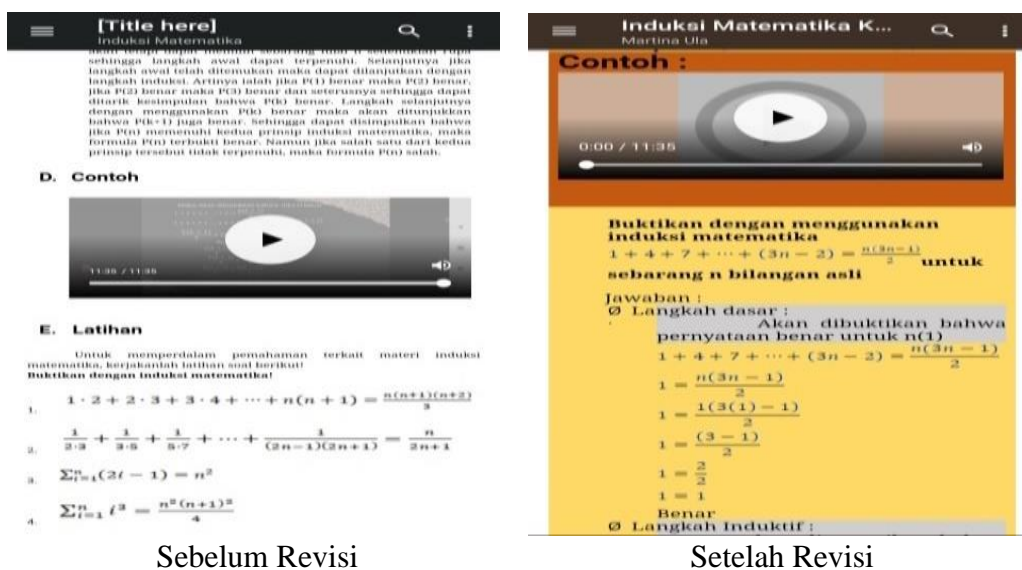 [Title here]
Induksi Matematika
sehingga langkah awal dapat terpenuhi. Selanjutnya jika
langkah awal telah ditemukan maka dapat dilanjutkan dengan
langkah induksi. Artinya ialah jika P(1) benar maka P(2) benar.
jika P(2) benar maka P(3) benar dan seterusnya sehingga dapat
ditarik kesimpulan bahwa P(k) benar. Langkah selanjutnya
dengan menggunakan P(k) benar maka akan ditunjukkan
bahwa P(k+1) juga benar. Sehingga dapat disimpulkan bahwa
jika P(n) memenuhi kedua prinsip induksi matematika, maka
formula P(n) terbukti benar. Namun jika salah satu dari kedua
prinsip tersebut tidak terpenuhi, maka formula P(n) salah.
D. Contoh
11:35 / 11:35
E. Latihan
Untuk memperdalam pemahaman terkait materi induksi
matematika, kerjakanlah latihan soal berikut!
Buktikan dengan induksi matematika!
1. 1 · 2 + 2 · 3 + 3 · 4 + ··· + n(n + 1) = n(n+1)(n+2)/3
2. 1/2·3 + 1/3·5 + 1/5·7 + ··· + 1/(2n−1)(2n+1) = n/2n+1
3. Σⁿᵢ₌₁(2i − 1) = n²
4. Σⁿᵢ₌₁ i³ = n²(n+1)²/4
Sebelum Revisi
Induksi Matematika K...
Martina Ula
Contoh :
0:00 / 11:35
Buktikan dengan menggunakan
induksi matematika
1 + 4 + 7 + ··· + (3n − 2) = n(3n−1)/2 untuk
sebarang n bilangan asli
Jawaban :
Ø Langkah dasar :
Akan dibuktikan bahwa
pernyataan benar untuk n(1)
1 + 4 + 7 + ··· + (3n − 2) = n(3n − 1)/2
1 = n(3n − 1)/2
1 = 1(3(1) − 1)/2
1 = (3 − 1)/2
1 = 2/2
1 = 1
Benar
Ø Langkah Induktif :
Setelah Revisi